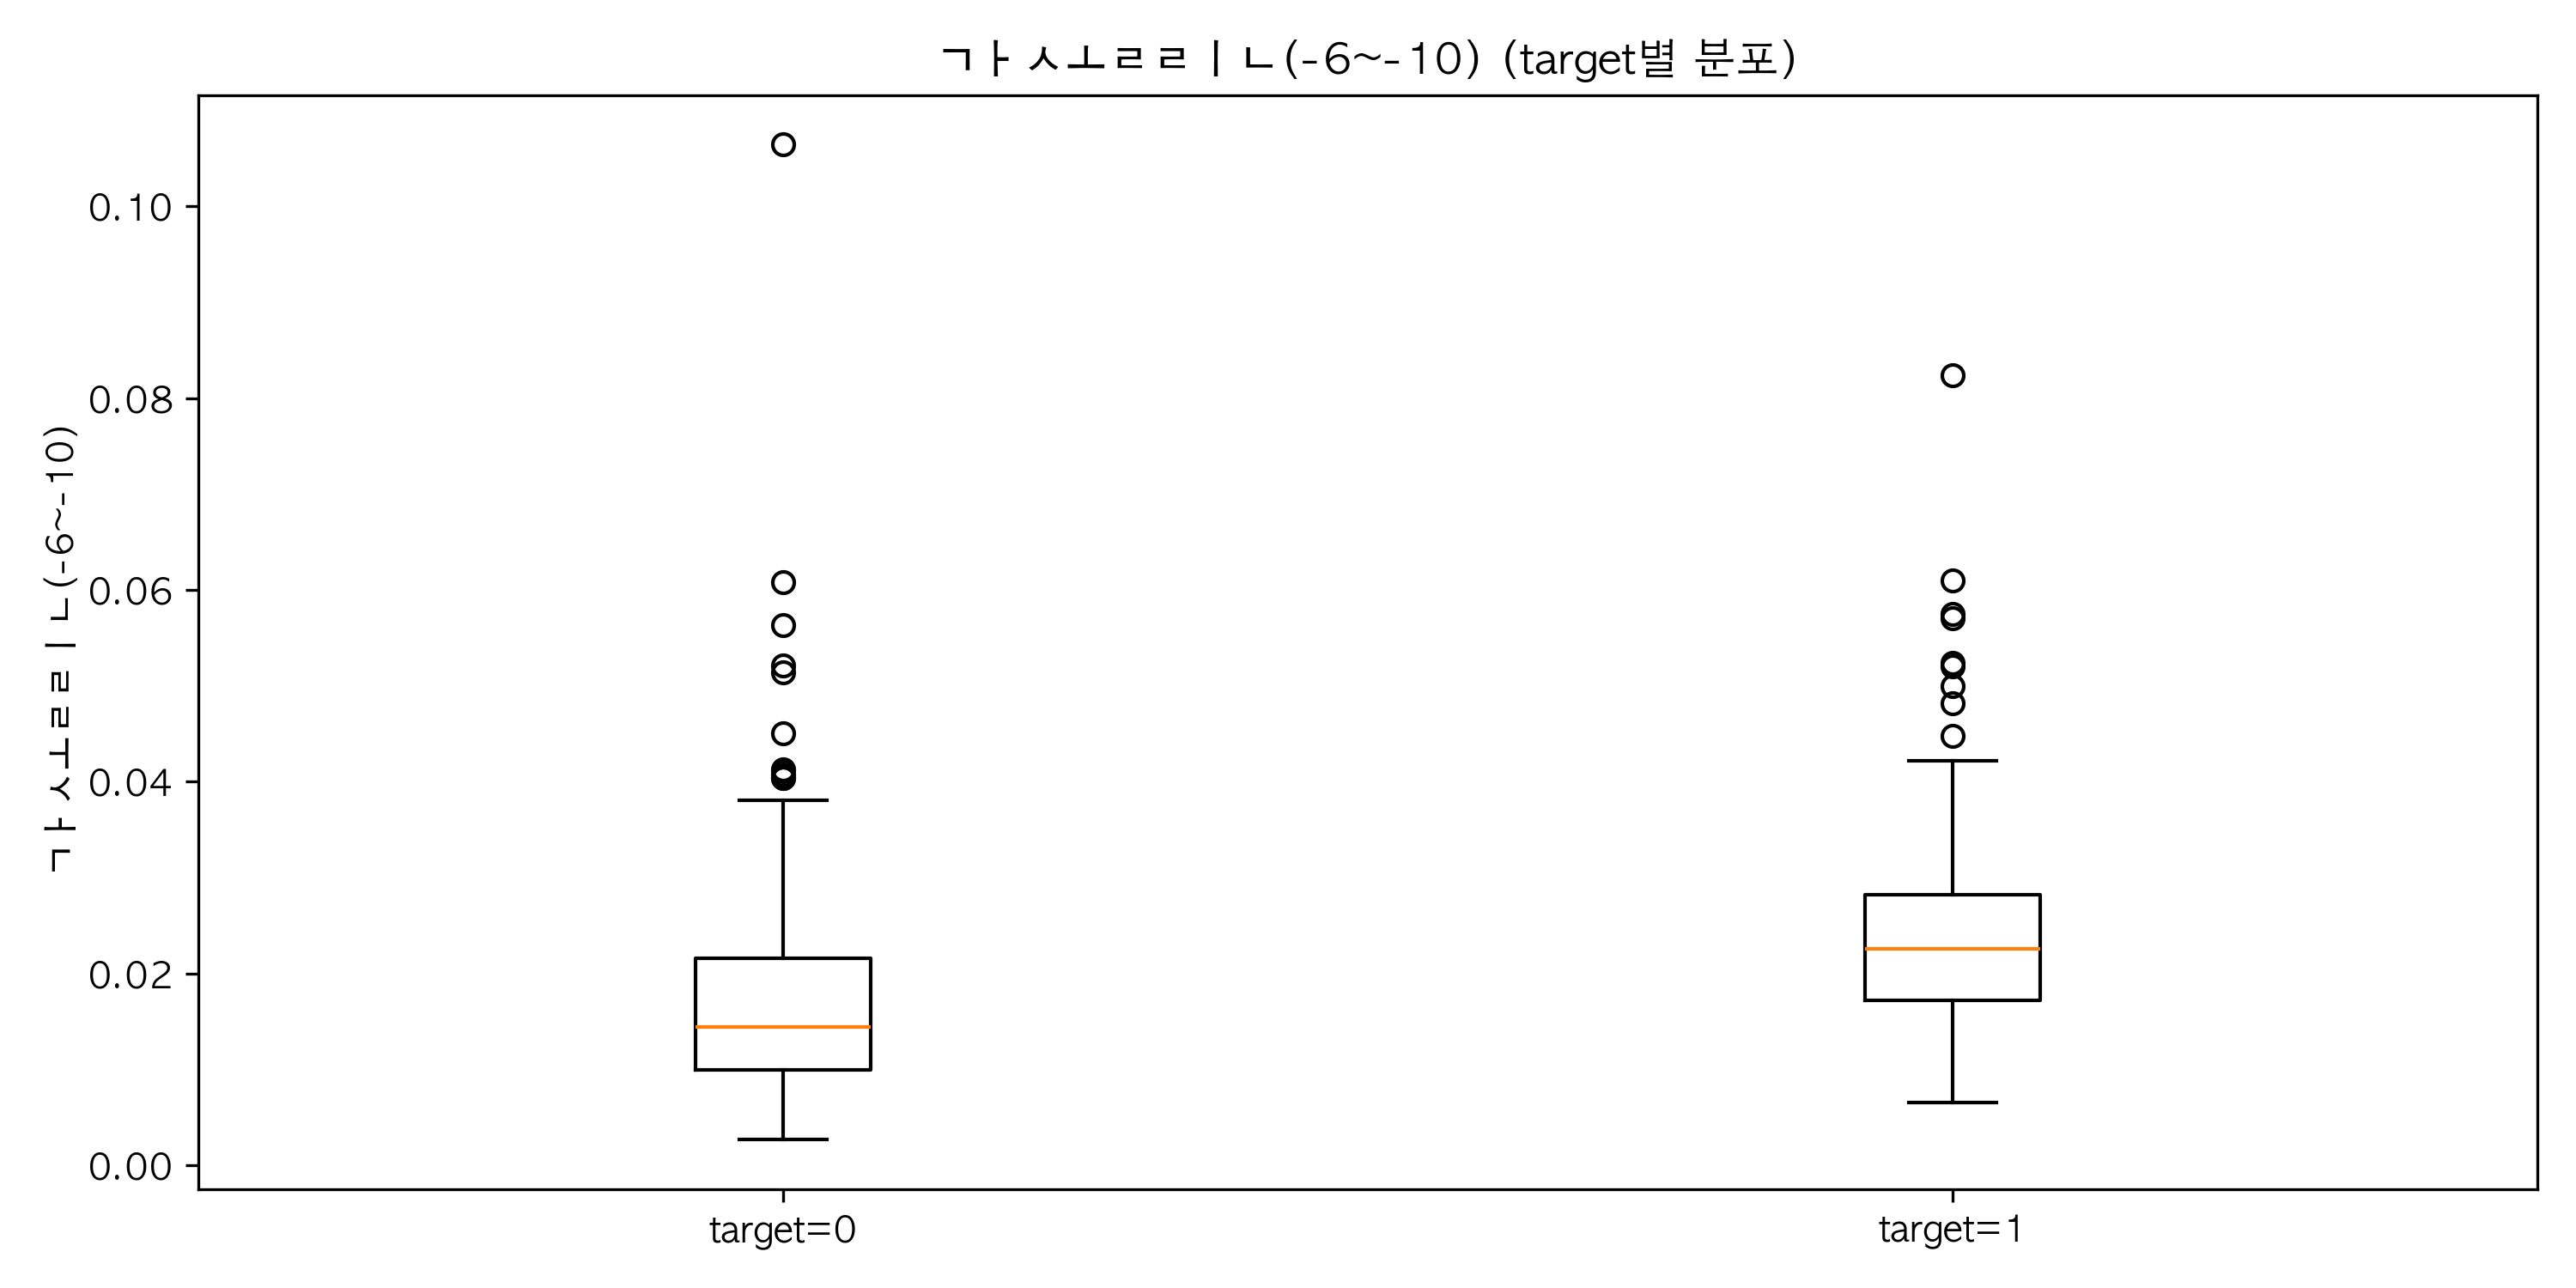 ㄱㅏㅅㅗㄹㄹㅣㄴ(-6~-10) (target별 분포)
ㄱㅏㅅㅗㄹㄹㅣㄴ(-6~-10)
0.10
0.08
0.06
0.04
0.02
0.00
target=0
target=1